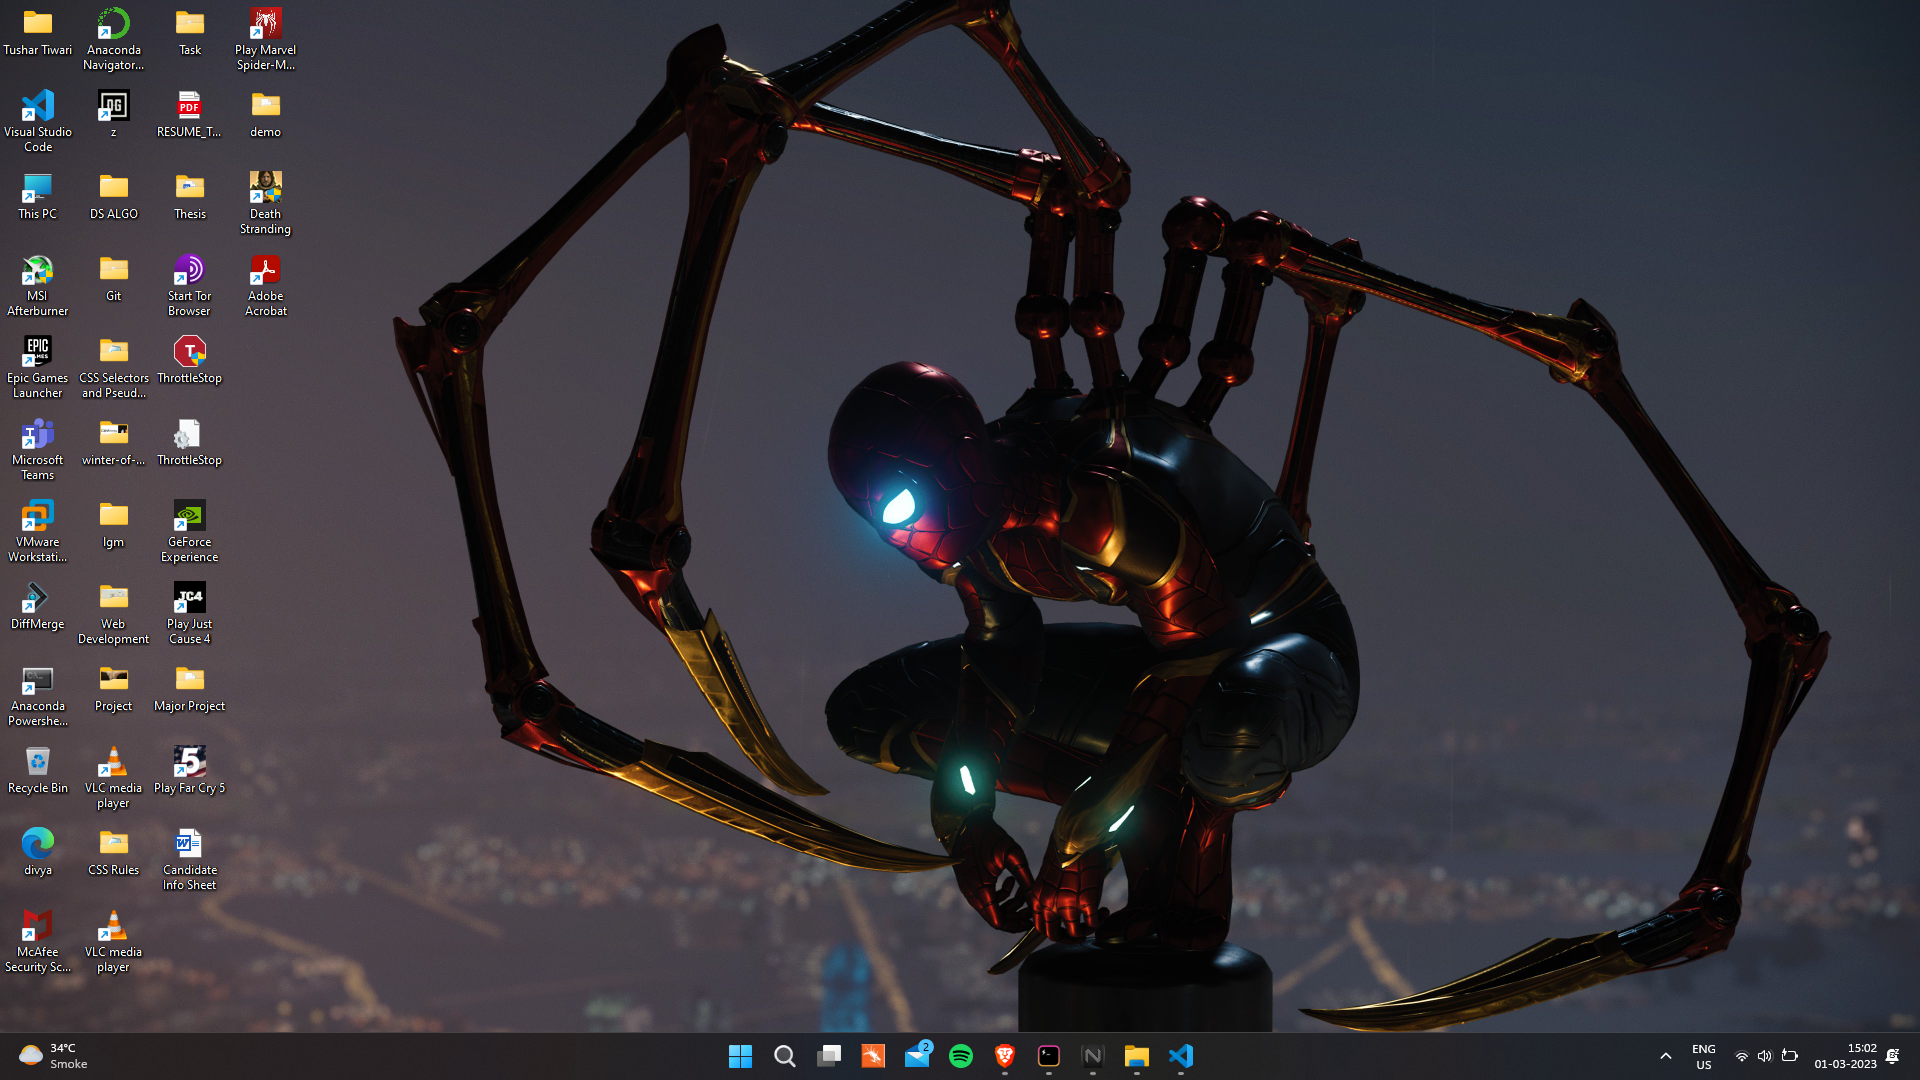 Tushar Tiwari
Anaconda
Navigator...
Task
Play Marvel
Spider-M...
Visual Studio
Code
z
RESUME_T...
demo
This PC
DS ALGO
Thesis
Death
Stranding
MSI
Afterburner
Git
Start Tor
Browser
Adobe
Acrobat
EPIC
GAMES
Epic Games
Launcher
CSS Selectors
and Pseud...
T
ThrottleStop
Microsoft
Teams
winter-of-...
ThrottleStop
VMware
Workstati...
lgm
GeForce
Experience
DiffMerge
Web
Development
JC4
Play Just
Cause 4
Anaconda
Powershe...
Project
Major Project
Recycle Bin
VLC media
player
5
Play Far Cry 5
divya
CSS Rules
Candidate
Info Sheet
McAfee
Security Sc...
VLC media
player
34°C
Smoke
2
ENG
US
15:02
01-03-2023